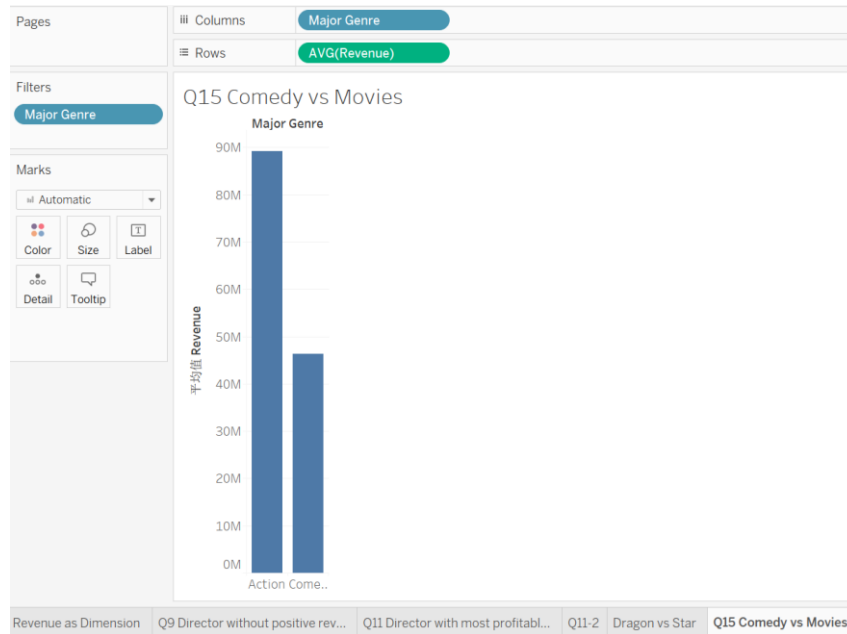 Pages
Columns
Major Genre
Rows
AVG(Revenue)
Filters
Major Genre
Marks
Automatic
Color
Size
Label
Detail
Tooltip
Q15 Comedy vs Movies
Major Genre
90M
80M
70M
60M
50M
40M
30M
20M
10M
0M
平均值 Revenue
Action Come..
Revenue as Dimension
Q9 Director without positive rev...
Q11 Director with most profitabl...
Q11-2
Dragon vs Star
Q15 Comedy vs Movies